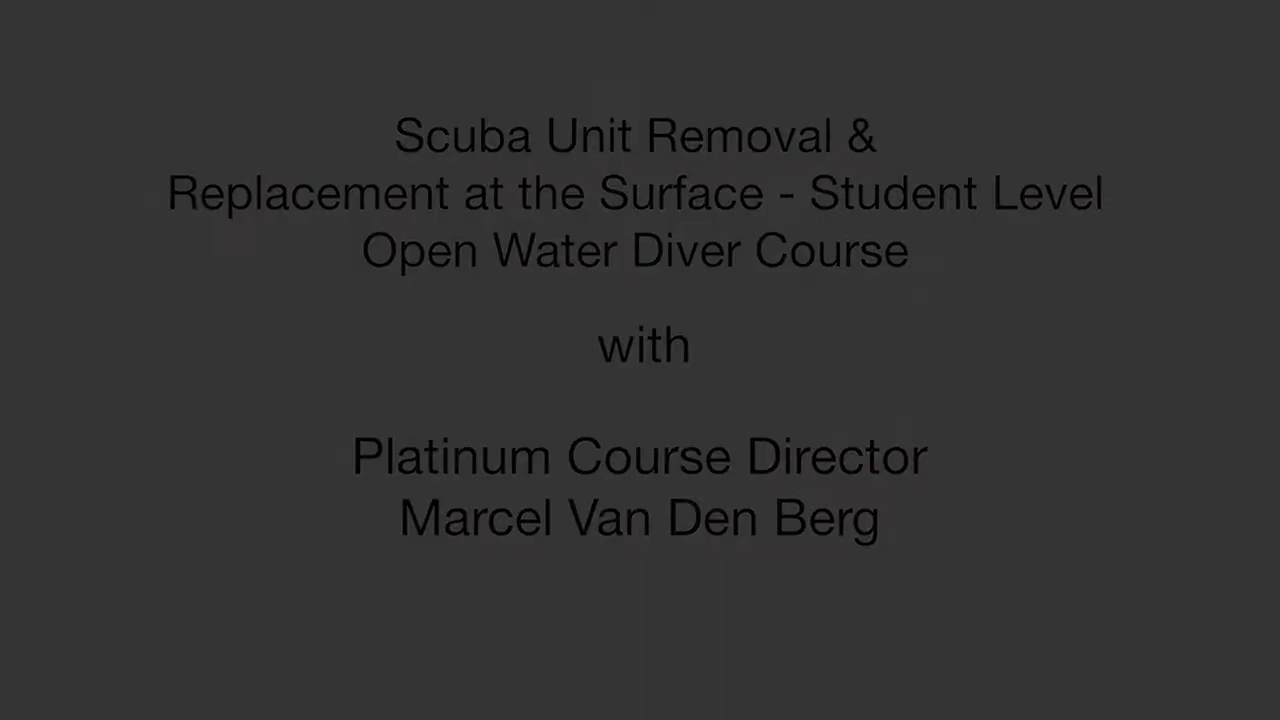 Scuba Unit Removal &
Replacement at the Surface - Student Level
Open Water Diver Course
with
Platinum Course Director
Marcel Van Den Berg